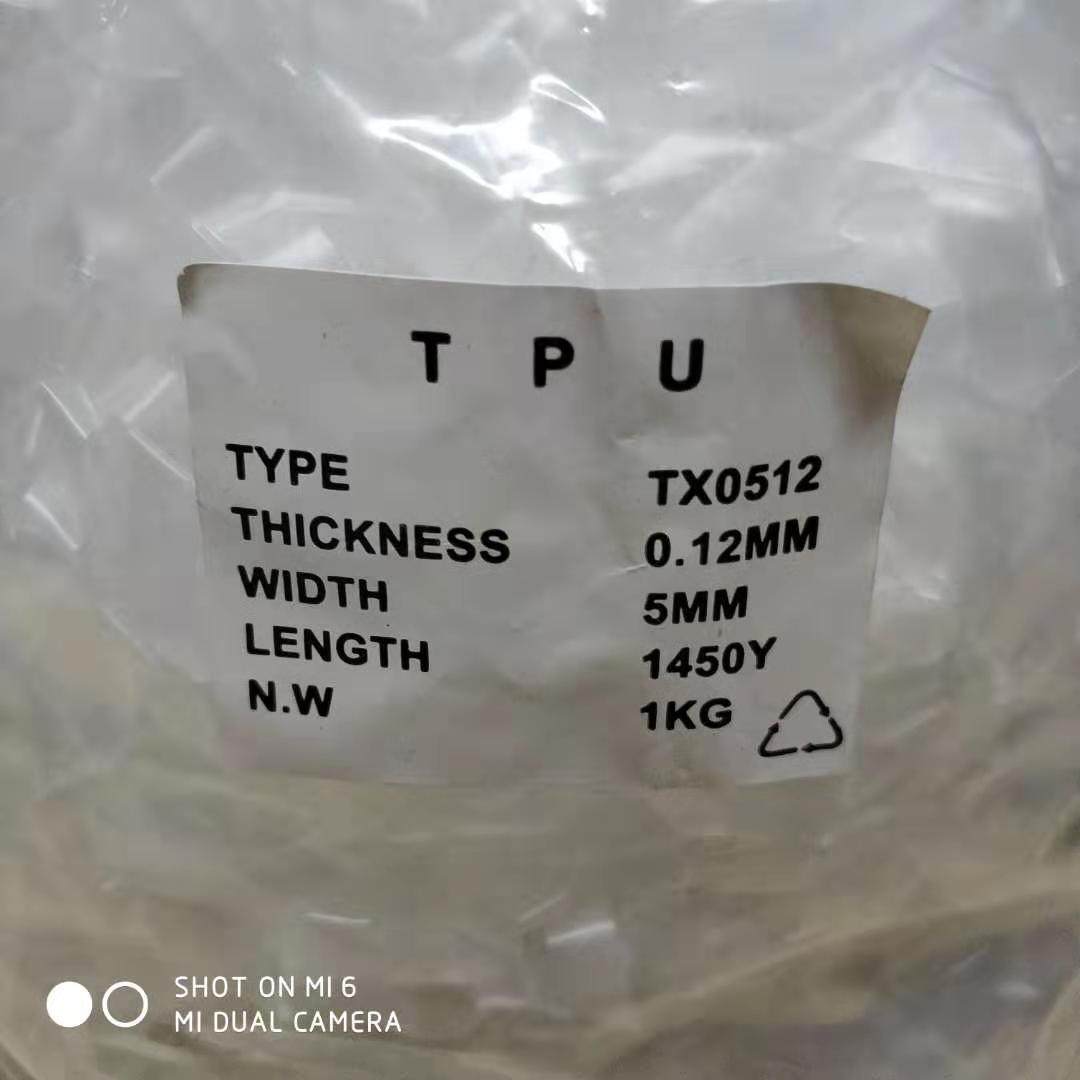 T P U
TYPE TX0512
THICKNESS 0.12MM
WIDTH 5MM
LENGTH 1450Y
N.W 1KG
SHOT ON MI 6
MI DUAL CAMERA